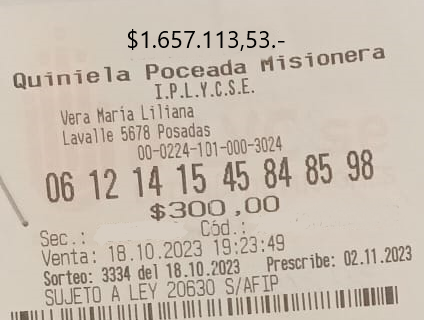 $1.657.113,53.-
Quiniela Poceada Misionera
I.P.L.Y.C.S.E.
Vera Maria Liliana
Lavalle 5678 Posadas
00-0224-101-000-3024
06 12 14 15 45 84 85 98
$300,00
Sec.: Cód.:
Venta: 18.10.2023 19:23:49
Sorteo: 3334 del 18.10.2023 Prescribe: 02.11.2023
SUJETO A LEY 20630 S/AFIP